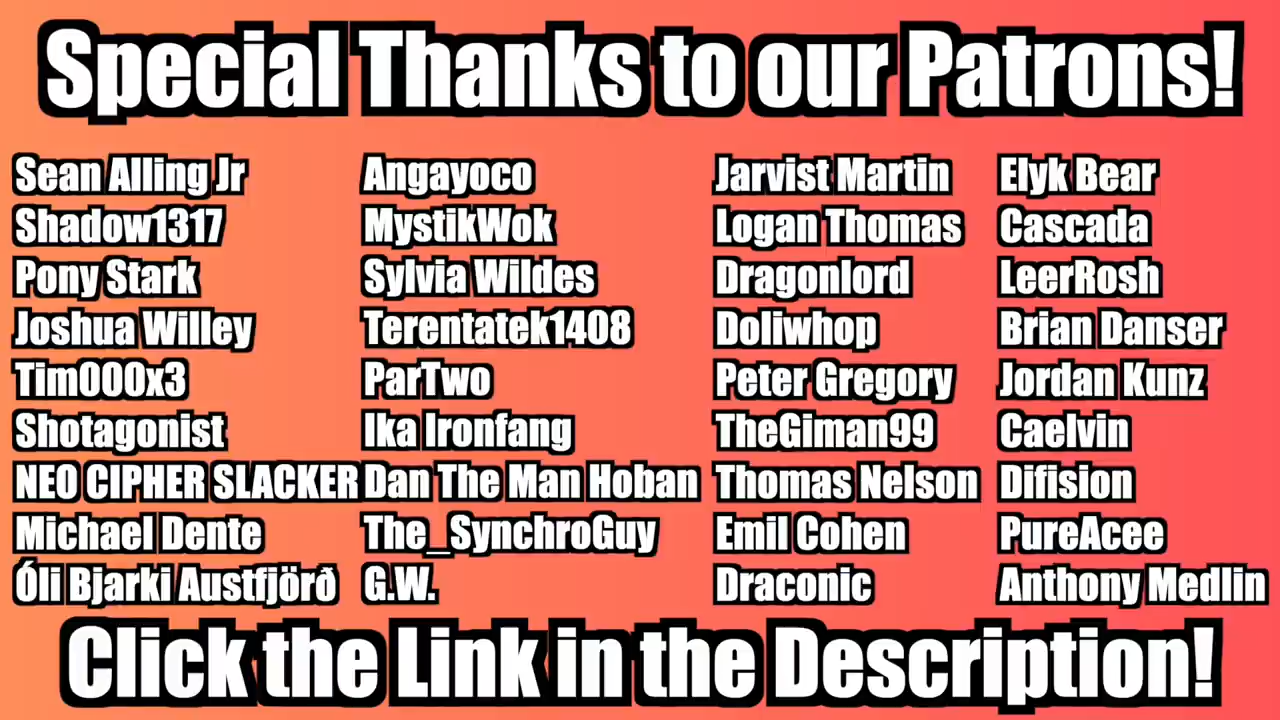 Special Thanks to our Patrons!
Sean Alling Jr
Shadow1317
Pony Stark
Joshua Willey
Tim000x3
Shotagonist
NEO CIPHER SLACKER
Michael Dente
Óli Bjarki Austfjörð
Angayoco
MystikWok
Sylvia Wildes
Terentatek1408
ParTwo
Ika Ironfang
Dan The Man Hoban
The_SynchroGuy
G.W.
Jarvist Martin
Logan Thomas
Dragonlord
Doliwhop
Peter Gregory
TheGiman99
Thomas Nelson
Emil Cohen
Draconic
Elyk Bear
Cascada
LeerRosh
Brian Danser
Jordan Kunz
Caelvin
Difision
PureAcee
Anthony Medlin
Click the Link in the Description!